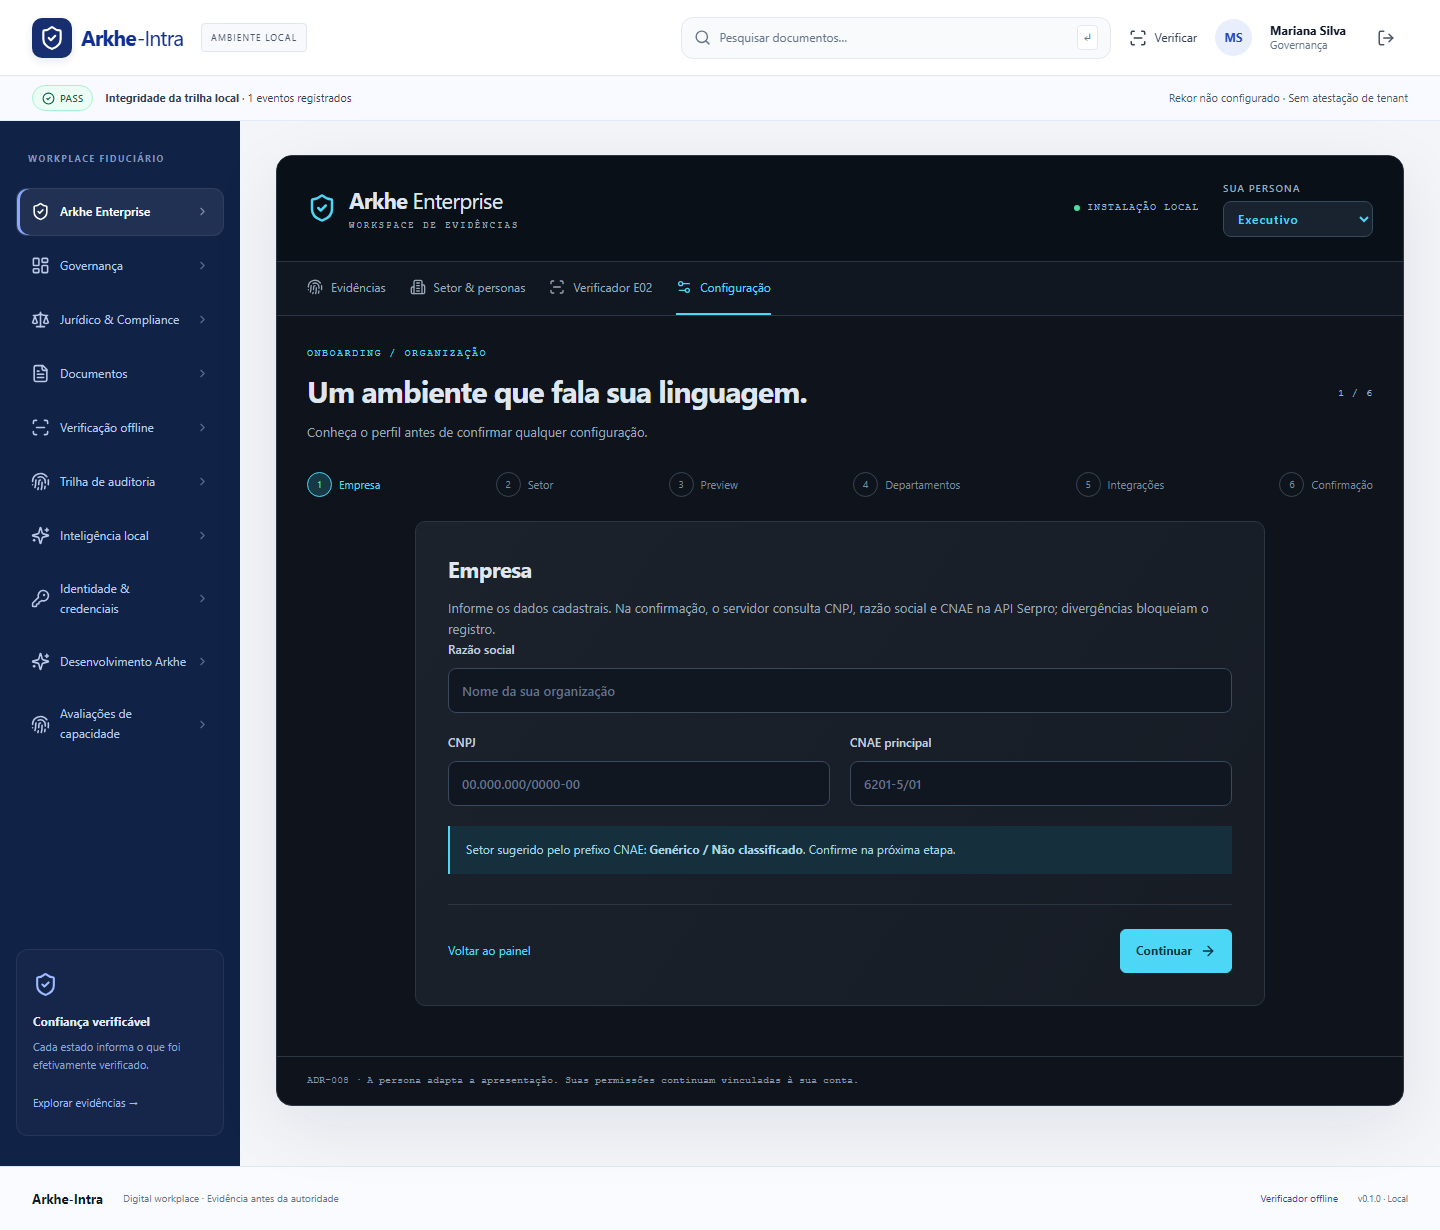 Arkhe-Intra
AMBIENTE LOCAL
Pesquisar documentos...
Verificar
MS
Mariana Silva
Governança
PASS
Integridade da trilha local · 1 eventos registrados
Rekor não configurado · Sem atestação de tenant
WORKPLACE FIDUCIÁRIO
Arkhe Enterprise
Governança
Jurídico & Compliance
Documentos
Verificação offline
Trilha de auditoria
Inteligência local
Identidade &
credenciais
Desenvolvimento Arkhe
Avaliações de
capacidade
Confiança verificável
Cada estado informa o que foi
efetivamente verificado.
Explorar evidências →
Arkhe Enterprise
WORKSPACE DE EVIDÊNCIAS
INSTALAÇÃO LOCAL
SUA PERSONA
Executivo
Evidências
Setor & personas
Verificador E02
Configuração
ONBOARDING / ORGANIZAÇÃO
Um ambiente que fala sua linguagem.
1 / 6
Conheça o perfil antes de confirmar qualquer configuração.
1 Empresa
2 Setor
3 Preview
4 Departamentos
5 Integrações
6 Confirmação
Empresa
Informe os dados cadastrais. Na confirmação, o servidor consulta CNPJ, razão social e CNAE na API Serpro; divergências bloqueiam o
registro.
Razão social
Nome da sua organização
CNPJ
CNAE principal
00.000.000/0000-00
6201-5/01
Setor sugerido pelo prefixo CNAE: Genérico / Não classificado. Confirme na próxima etapa.
Voltar ao painel
Continuar →
ADR-008 · A persona adapta a apresentação. Suas permissões continuam vinculadas à sua conta.
Arkhe-Intra
Digital workplace · Evidência antes da autoridade
Verificador offline
v0.1.0 · Local